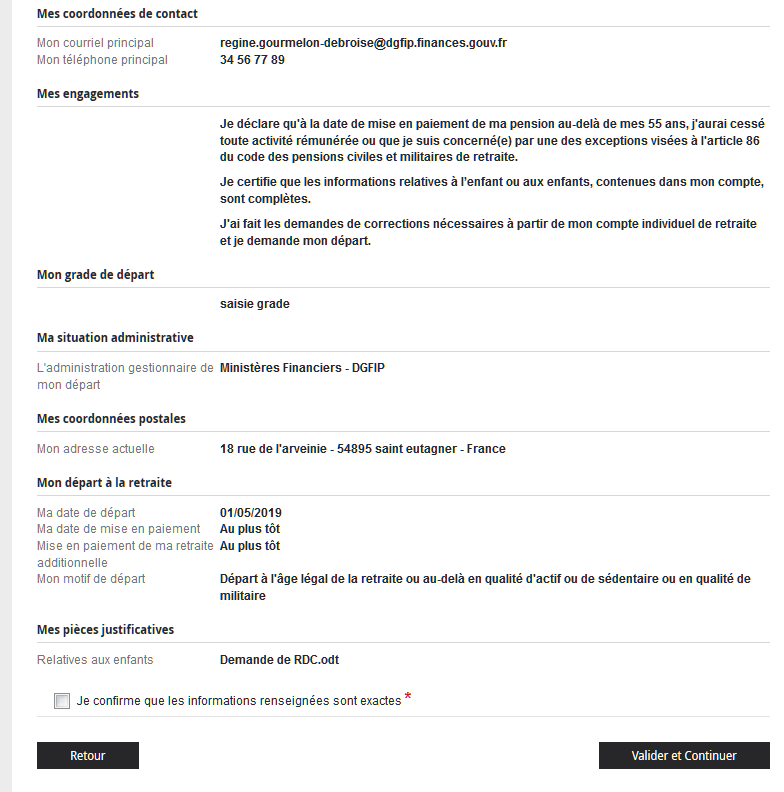 Mes coordonnées de contact
Mon courriel principal regine.gourmelon-debroise@dgfip.finances.gouv.fr
Mon téléphone principal 34 56 77 89
Mes engagements
Je déclare qu'à la date de mise en paiement de ma pension au-delà de mes 55 ans, j'aurai cessé
toute activité rémunérée ou que je suis concerné(e) par une des exceptions visées à l'article 86
du code des pensions civiles et militaires de retraite.
Je certifie que les informations relatives à l'enfant ou aux enfants, contenues dans mon compte,
sont complètes.
J'ai fait les demandes de corrections nécessaires à partir de mon compte individuel de retraite
et je demande mon départ.
Mon grade de départ
saisie grade
Ma situation administrative
L'administration gestionnaire de Ministères Financiers - DGFIP
mon départ
Mes coordonnées postales
Mon adresse actuelle 18 rue de l'arveinie - 54895 saint eutagner - France
Mon départ à la retraite
Ma date de départ 01/05/2019
Ma date de mise en paiement Au plus tôt
Mise en paiement de ma retraite Au plus tôt
additionnelle
Mon motif de départ Départ à l'âge légal de la retraite ou au-delà en qualité d'actif ou de sédentaire ou en qualité de
militaire
Mes pièces justificatives
Relatives aux enfants Demande de RDC.odt
Je confirme que les informations renseignées sont exactes *
Retour Valider et Continuer